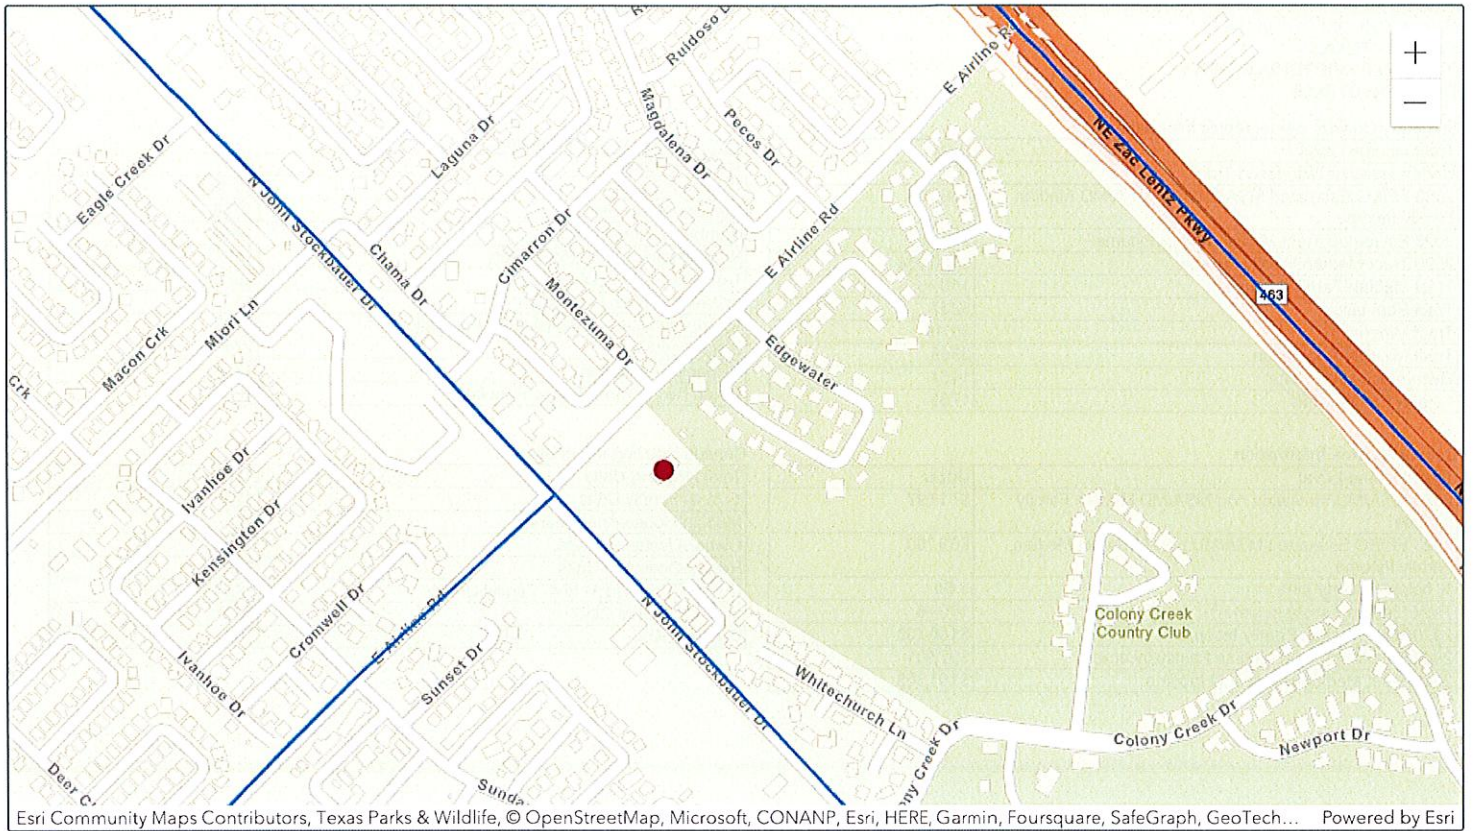 Ruidoso D
E Airline Rd
+
−
Magdalena Dr
Pecos Dr
Laguna Dr
NE Zac Lentz Pkwy
Eagle Creek Dr
N John Stockbauer Dr
Cimarron Dr
E Airline Rd
Chama Dr
463
Montezuma Dr
Miori Ln
Macon Crk
Edgewater
Crk
Ivanhoe Dr
Kensington Dr
Cromwell Dr
E Airline Rd
N John Stockbauer Dr
Colony Creek
Country Club
Sunset Dr
Ivanhoe Dr
Whitechurch Ln
Colony Creek Dr
Newport Dr
ony Creek Dr
Deer C
Sunda
Esri Community Maps Contributors, Texas Parks & Wildlife, © OpenStreetMap, Microsoft, CONANP, Esri, HERE, Garmin, Foursquare, SafeGraph, GeoTech... Powered by Esri